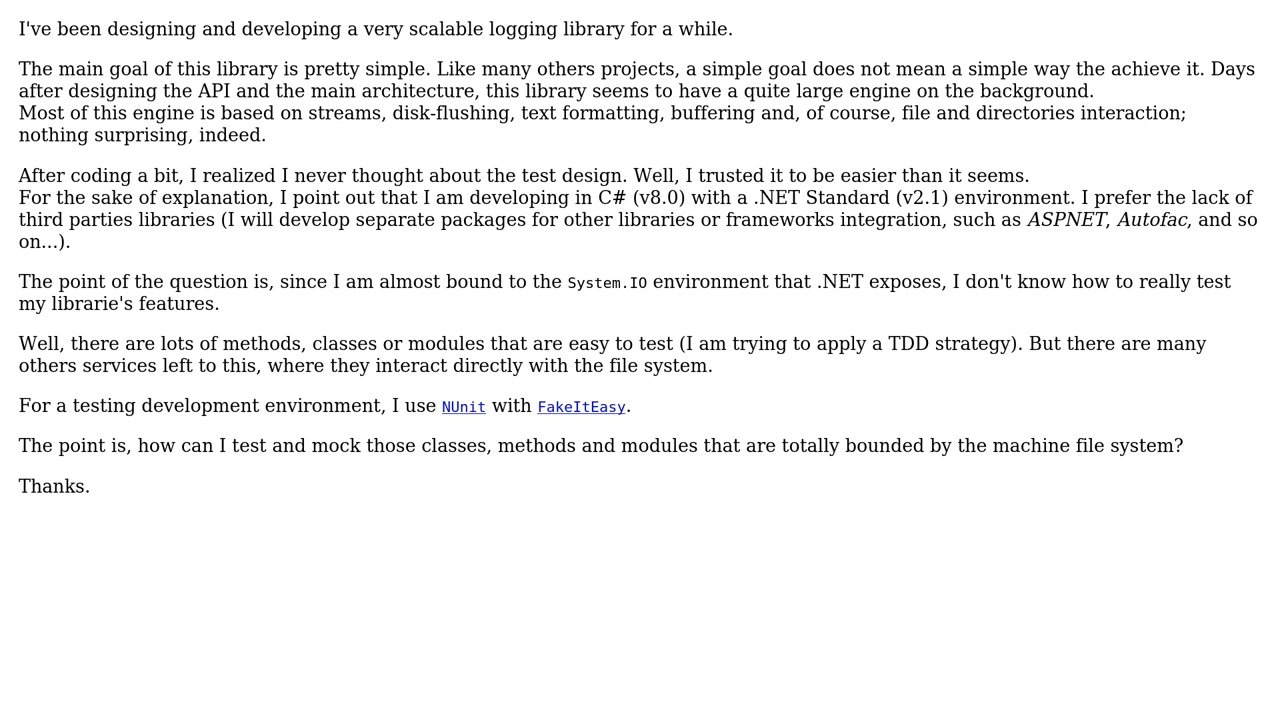 I've been designing and developing a very scalable logging library for a while.
The main goal of this library is pretty simple. Like many others projects, a simple goal does not mean a simple way the achieve it. Days
after designing the API and the main architecture, this library seems to have a quite large engine on the background.
Most of this engine is based on streams, disk-flushing, text formatting, buffering and, of course, file and directories interaction;
nothing surprising, indeed.
After coding a bit, I realized I never thought about the test design. Well, I trusted it to be easier than it seems.
For the sake of explanation, I point out that I am developing in C# (v8.0) with a .NET Standard (v2.1) environment. I prefer the lack of
third parties libraries (I will develop separate packages for other libraries or frameworks integration, such as ASPNET, Autofac, and so
on...).
The point of the question is, since I am almost bound to the System.IO environment that .NET exposes, I don't know how to really test
my librarie's features.
Well, there are lots of methods, classes or modules that are easy to test (I am trying to apply a TDD strategy). But there are many
others services left to this, where they interact directly with the file system.
For a testing development environment, I use NUnit with FakeItEasy.
The point is, how can I test and mock those classes, methods and modules that are totally bounded by the machine file system?
Thanks.